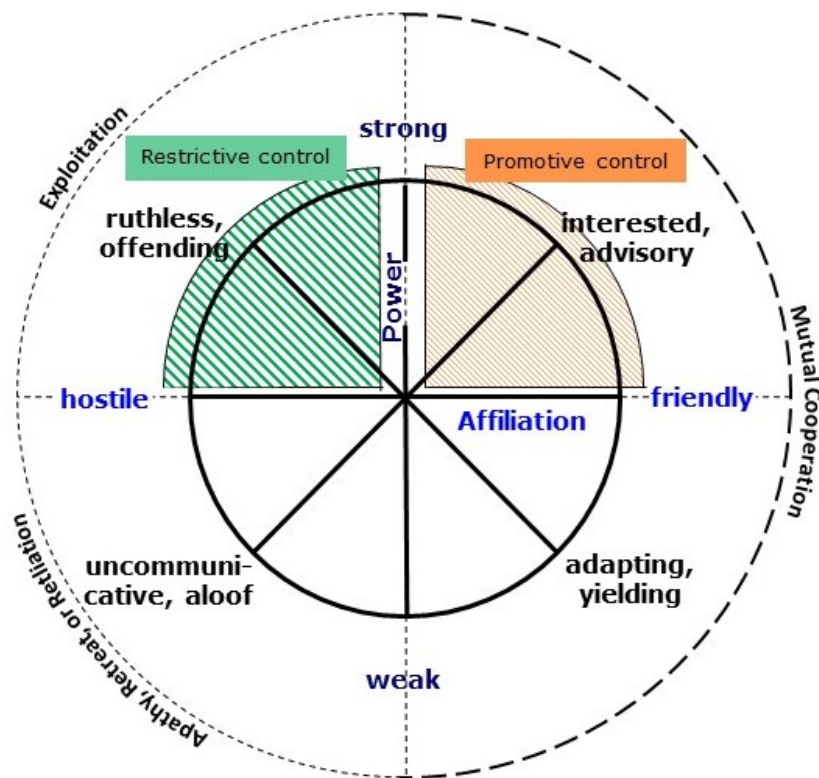 Exploitation
strong
Restrictive control
Promotive control
ruthless,
offending
interested,
advisory
Power
Mutual Cooperation
hostile
friendly
Affiliation
Apathy, Retreat, or Retliation
uncommuni-
cative, aloof
adapting,
yielding
weak